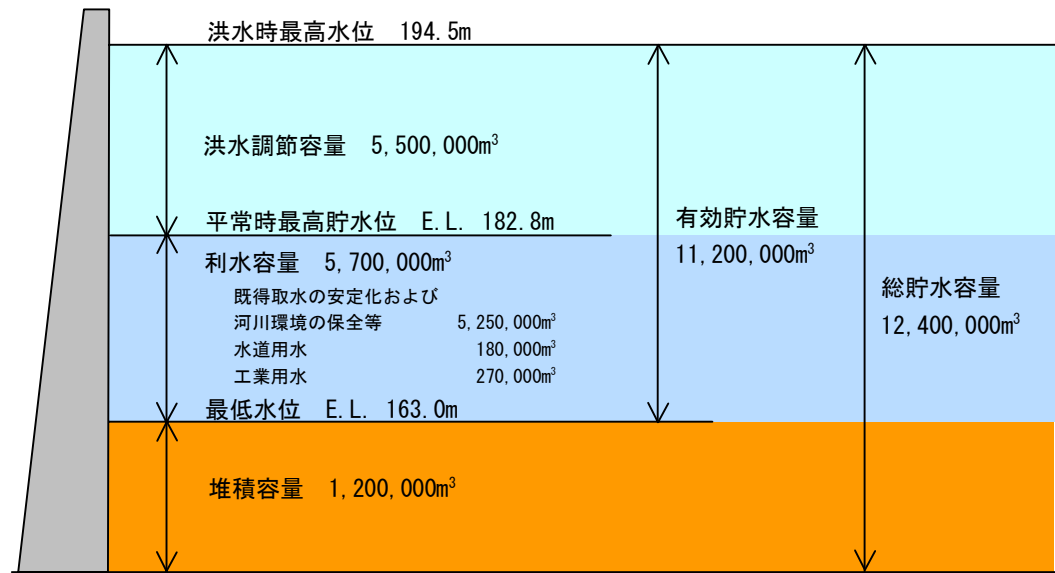 洪水時最高水位 194.5m
洪水調節容量 5,500,000m³
平常時最高貯水位 E.L. 182.8m
有効貯水容量
11,200,000m³
利水容量 5,700,000m³
既得取水の安定化および
河川環境の保全等 5,250,000m³
水道用水 180,000m³
工業用水 270,000m³
総貯水容量
12,400,000m³
最低水位 E.L. 163.0m
堆積容量 1,200,000m³